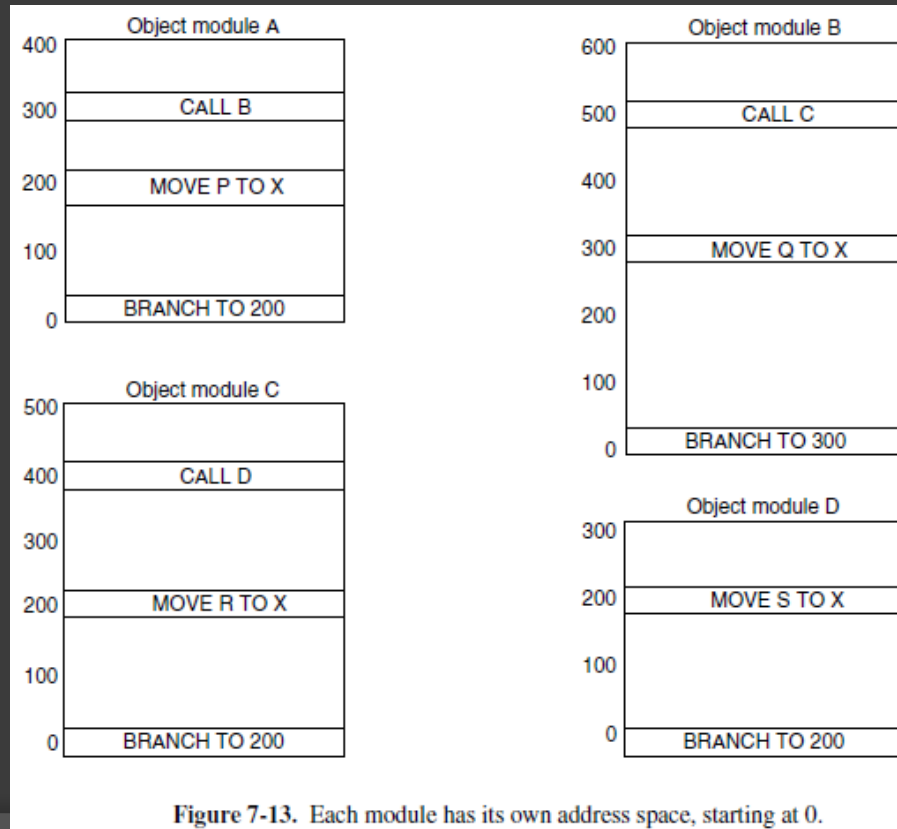 Object module A
400
300 CALL B
200 MOVE P TO X
100
0 BRANCH TO 200
Object module B
600
500 CALL C
400
300 MOVE Q TO X
200
100
0 BRANCH TO 300
Object module C
500
400 CALL D
300
200 MOVE R TO X
100
0 BRANCH TO 200
Object module D
300
200 MOVE S TO X
100
0 BRANCH TO 200
Figure 7-13. Each module has its own address space, starting at 0.